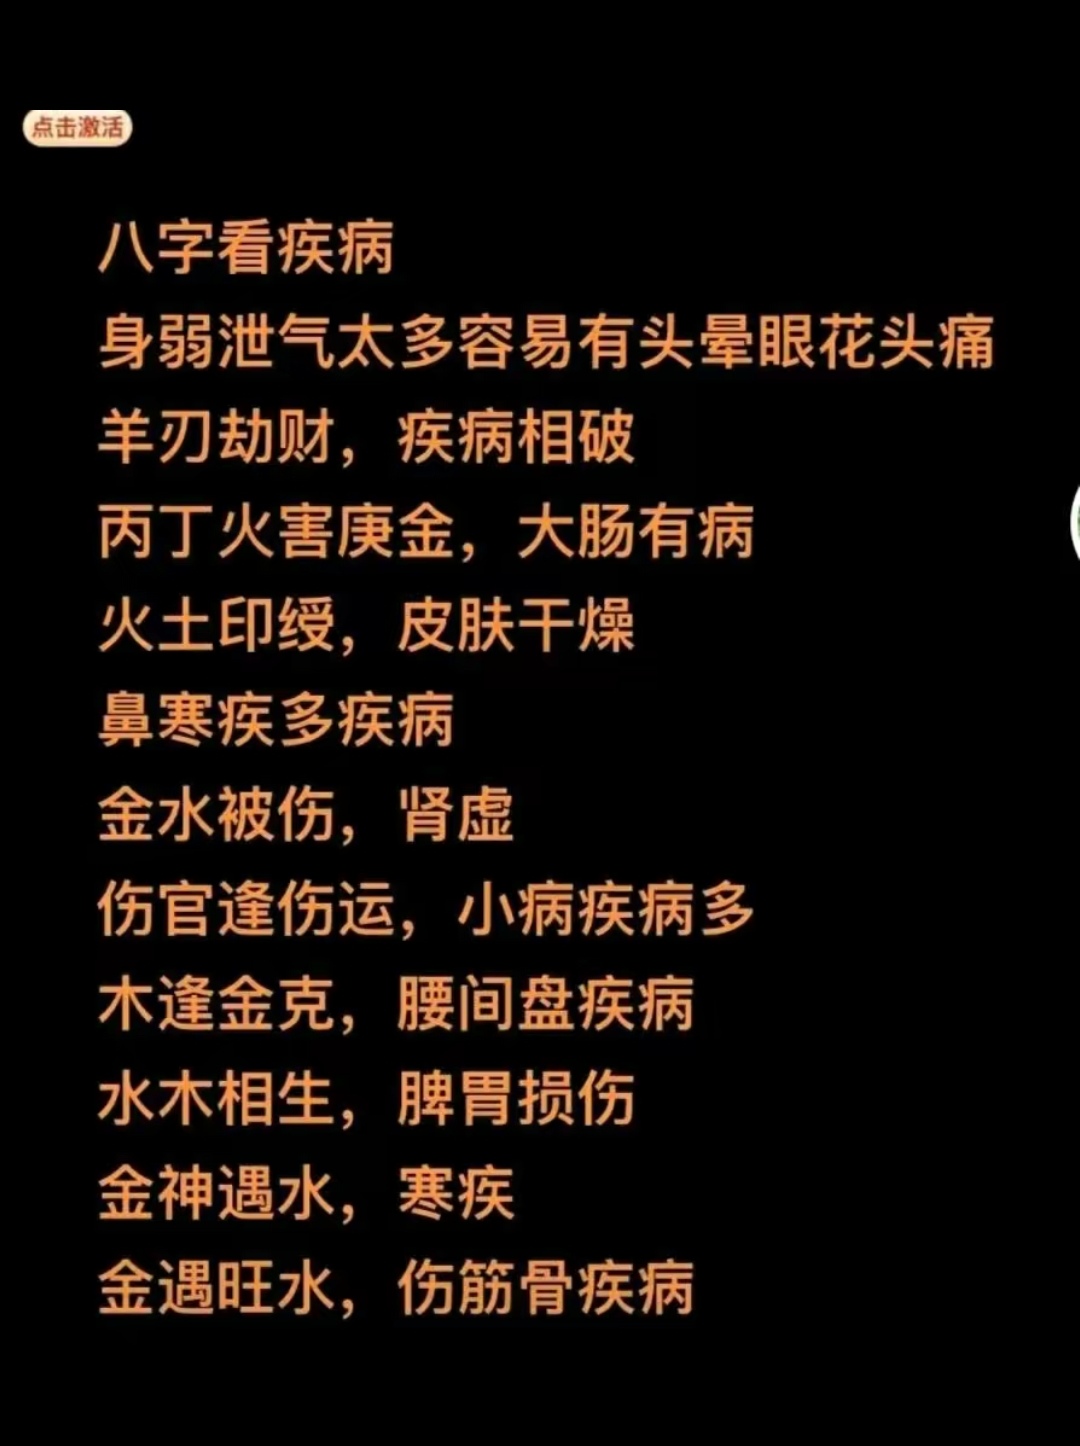 点击激活
八字看疾病
身弱泄气太多容易有头晕眼花头痛
羊刃劫财，疾病相破
丙丁火害庚金，大肠有病
火土印绶，皮肤干燥
鼻寒疾多疾病
金水被伤，肾虚
伤官逢伤运，小病疾病多
木逢金克，腰间盘疾病
水木相生，脾胃损伤
金神遇水，寒疾
金遇旺水，伤筋骨疾病